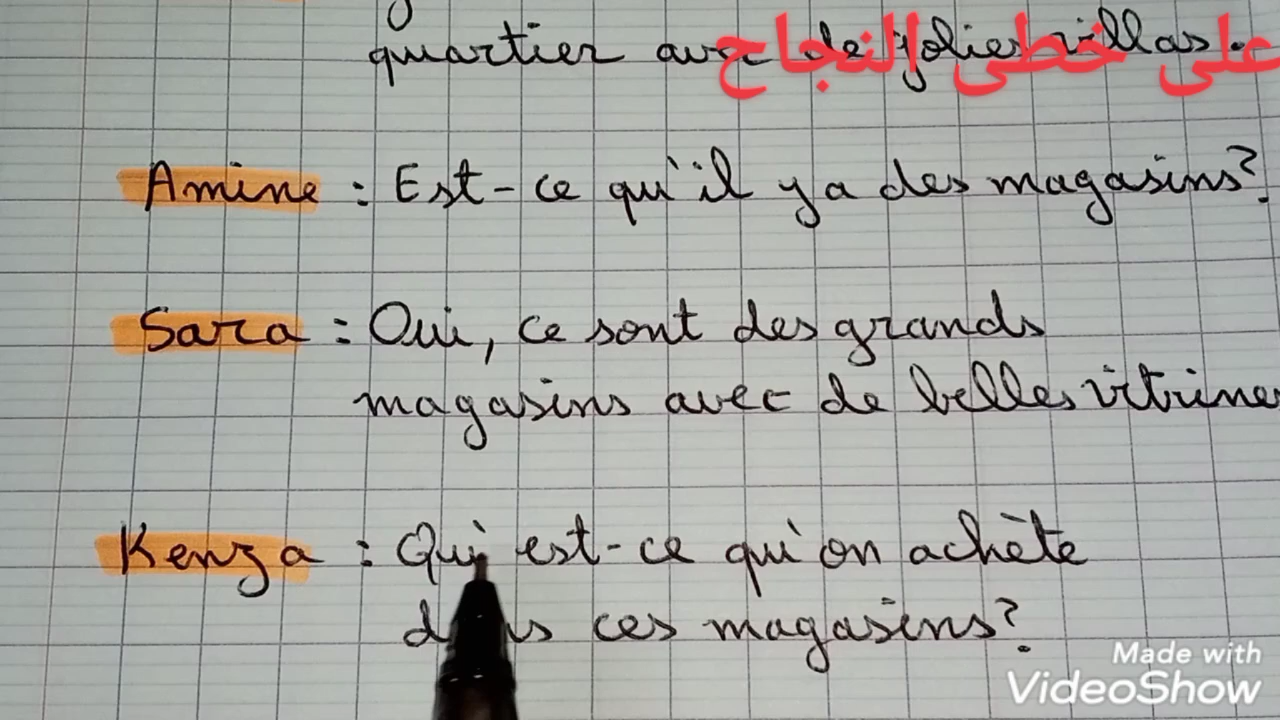 quartier avec de jolies villas.
على خطى النجاح
Amine : Est-ce qu'il y a des magasins?
Sara : Oui, ce sont des grands
magasins avec de belles vitrines
Kenza : Qu'est-ce qu'on achète
dans ces magasins?
Made with
VideoShow